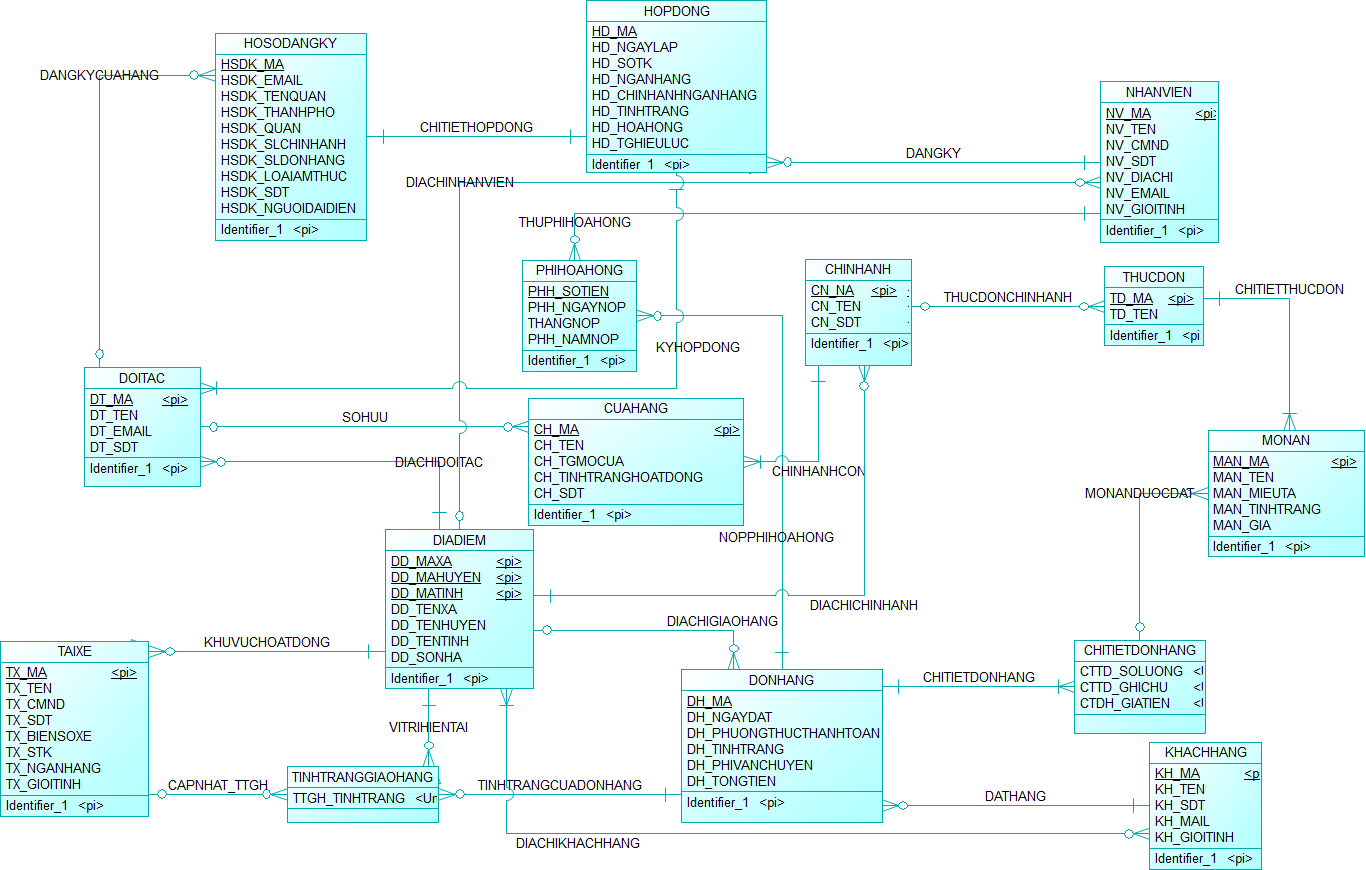 HOPDONG
HD_MA
HD_NGAYLAP
HD_SOTK
HD_NGANHANG
HD_CHINHANHNGANHANG
HD_TINHTRANG
HD_HOAHONG
HD_TGHIEULUC
Identifier_1 <pi>
HOSODANGKY
HSDK_MA
HSDK_EMAIL
HSDK_TENQUAN
HSDK_THANHPHO
HSDK_QUAN
HSDK_SLCHINHANH
HSDK_SLDONHANG
HSDK_LOAIAMTHUC
HSDK_SDT
HSDK_NGUOIDAIDIEN
Identifier_1 <pi>
DANGKYCUAHANG
CHITIETHOPDONG
NHANVIEN
NV_MA <pi>
NV_TEN
NV_CMND
NV_SDT
NV_DIACHI
NV_EMAIL
NV_GIOITINH
Identifier_1 <pi>
DANGKY
DIACHINHANVIEN
THUPHIHOAHONG
PHIHOAHONG
PHH_SOTIEN
PHH_NGAYNOP
THANGNOP
PHH_NAMNOP
Identifier_1 <pi>
CHINHANH
CN_NA <pi>
CN_TEN
CN_SDT
Identifier_1 <pi>
THUCDONCHINHANH
THUCDON
TD_MA <pi>
TD_TEN
Identifier_1 <pi
CHITIETTHUCDON
KYHOPDONG
DOITAC
DT_MA <pi>
DT_TEN
DT_EMAIL
DT_SDT
Identifier_1 <pi>
SOHUU
CUAHANG
CH_MA <pi>
CH_TEN
CH_TGMOCUA
CH_TINHTRANGHOATDONG
CH_SDT
Identifier_1 <pi>
DIACHIDOITAC
CHINHANHCON
MONAN
MAN_MA <pi>
MAN_TEN
MAN_MIEUTA
MAN_TINHTRANG
MAN_GIA
Identifier_1 <pi>
MONANDUOCDAT
NOPPHIHOAHONG
DIADIEM
DD_MAXA <pi>
DD_MAHUYEN <pi>
DD_MATINH <pi>
DD_TENXA
DD_TENHUYEN
DD_TENTINH
DD_SONHA
Identifier_1 <pi>
DIACHICHINHANH
DIACHIGIAOHANG
KHUVUCHOATDONG
TAIXE
TX_MA <pi>
TX_TEN
TX_CMND
TX_SDT
TX_BIENSOXE
TX_STK
TX_NGANHANG
TX_GIOITINH
Identifier_1 <pi>
VITRIHIENTAI
CAPNHAT_TTGH
TINHTRANGGIAOHANG
TTGH_TINHTRANG <Ur
TINHTRANGCUADONHANG
DONHANG
DH_MA
DH_NGAYDAT
DH_PHUONGTHUCTHANHTOAN
DH_TINHTRANG
DH_PHIVANCHUYEN
DH_TONGTIEN
Identifier_1 <pi>
CHITIETDONHANG
CHITIETDONHANG
CTTD_SOLUONG <l
CTTD_GHICHU <l
CTDH_GIATIEN <l
DATHANG
KHACHHANG
KH_MA <p
KH_TEN
KH_SDT
KH_MAIL
KH_GIOITINH
Identifier_1 <pi>
DIACHIKHACHHANG